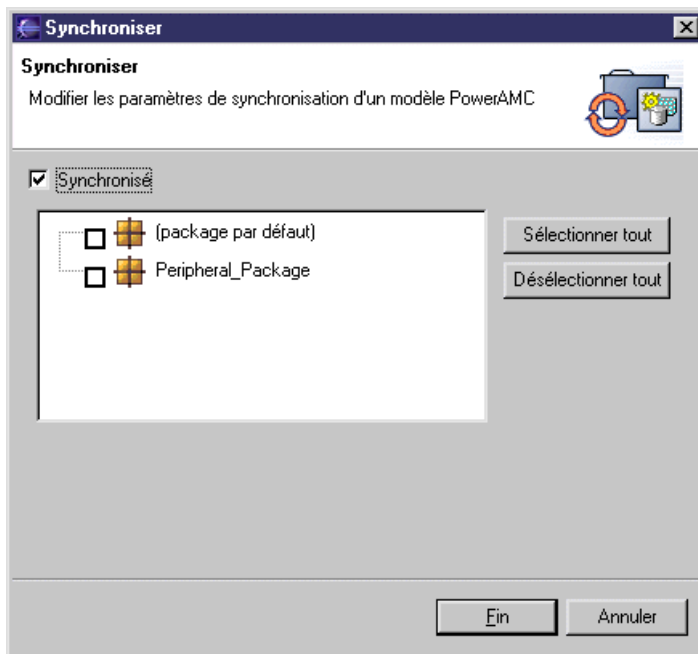 Synchroniser
Synchroniser
Modifier les paramètres de synchronisation d'un modèle PowerAMC
Synchronisé
(package par défaut)
Peripheral_Package
Sélectionner tout
Désélectionner tout
Fin
Annuler